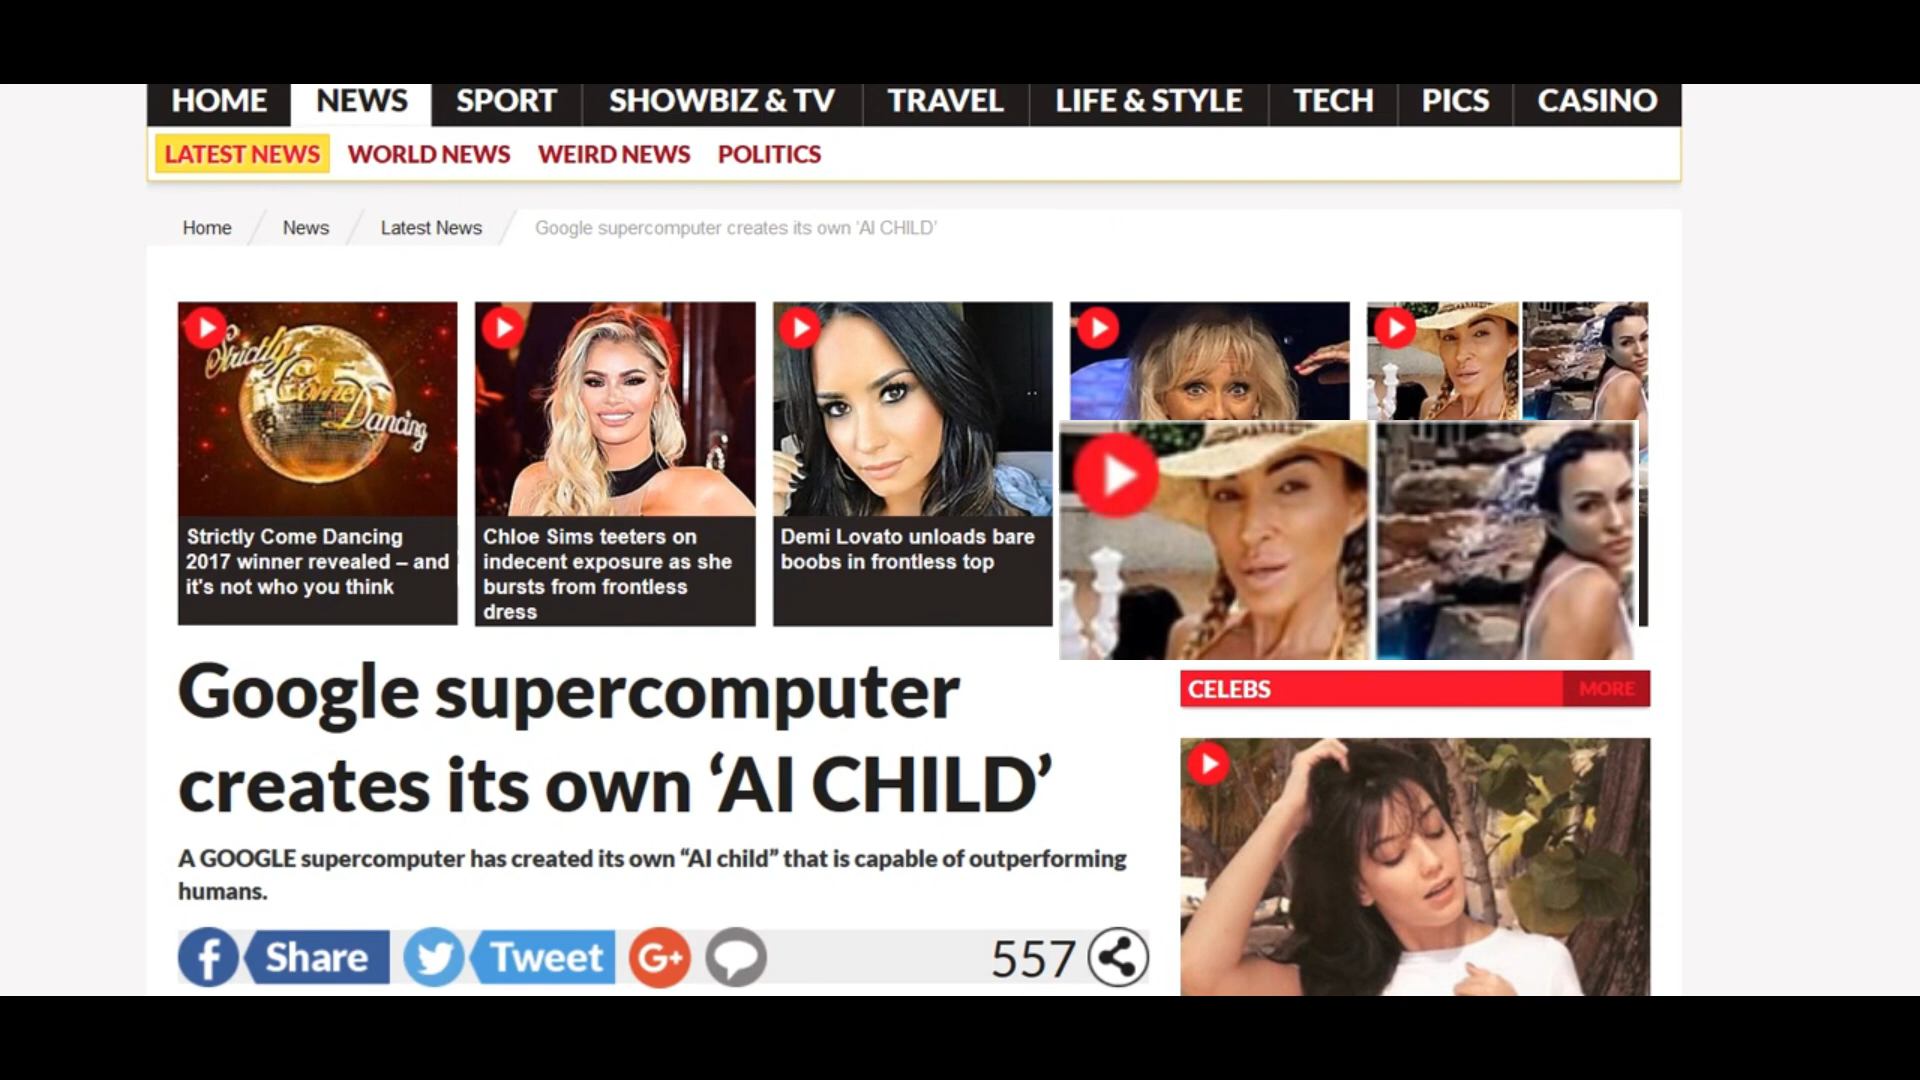 HOME NEWS SPORT SHOWBIZ & TV TRAVEL LIFE & STYLE TECH PICS CASINO
LATEST NEWS WORLD NEWS WEIRD NEWS POLITICS
Home News Latest News Google supercomputer creates its own 'AI CHILD'
Strictly Come Dancing
Strictly Come Dancing
2017 winner revealed – and
it's not who you think
Chloe Sims teeters on
indecent exposure as she
bursts from frontless
dress
Demi Lovato unloads bare
boobs in frontless top
Google supercomputer
creates its own ‘AI CHILD’
A GOOGLE supercomputer has created its own “AI child” that is capable of outperforming
humans.
f Share Tweet G+ 557
CELEBS MORE